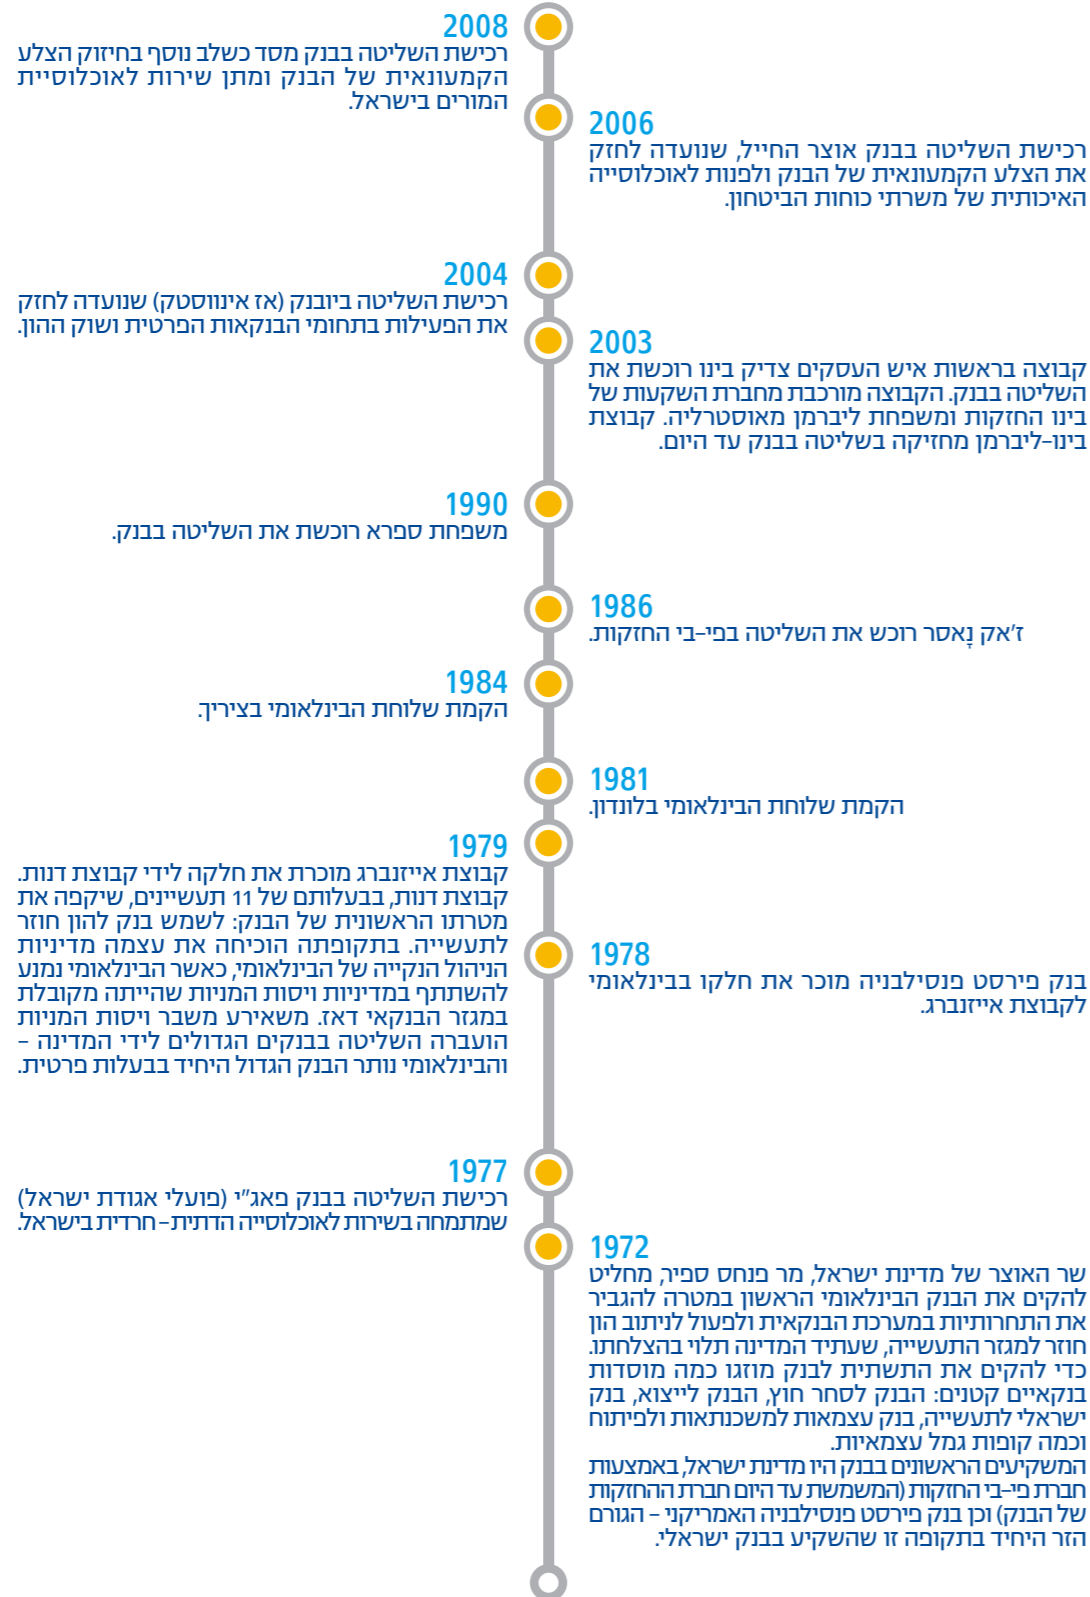 2008
רכישת השליטה בבנק מסד כשלב נוסף בחיזוק הצלע
הקמעונאית של הבנק ומתן שירות לאוכלוסיית
המורים בישראל.
2006
רכישת השליטה בבנק אוצר החייל, שנועדה לחזק
את הצלע הקמעונאית של הבנק ולפנות לאוכלוסייה
האיכותית של משרתי כוחות הביטחון.
2004
רכישת השליטה ביובנק (אז אינווסטק) שנועדה לחזק
את הפעילות בתחומי הבנקאות הפרטית ושוק ההון.
2003
קבוצה בראשות איש העסקים צדיק בינו רוכשת את
השליטה בבנק. הקבוצה מורכבת מחברת השקעות של
בינו החזקות ומשפחת ליברמן מאוסטרליה. קבוצת
בינו–ליברמן מחזיקה בשליטה בבנק עד היום.
1990
משפחת ספרא רוכשת את השליטה בבנק.
1986
ז'אק נָאסר רוכש את השליטה בפי–בי החזקות.
1984
הקמת שלוחת הבינלאומי בציריך.
1981
הקמת שלוחת הבינלאומי בלונדון.
1979
קבוצת אייזנברג מוכרת את חלקה לידי קבוצת דנות.
קבוצת דנות, בבעלותם של 11 תעשיינים, שיקפה את
מטרתו הראשונית של הבנק: לשמש בנק להון חוזר
לתעשייה. בתקופתה הוכיחה את עצמה מדיניות
הניהול הנקייה של הבינלאומי, כאשר הבינלאומי נמנע
להשתתף במדיניות ויסות המניות שהייתה מקובלת
במגזר הבנקאי דאז. משאירע משבר ויסות המניות
הועברה השליטה בבנקים הגדולים לידי המדינה –
והבינלאומי נותר הבנק הגדול היחיד בבעלות פרטית.
1978
בנק פירסט פנסילבניה מוכר את חלקו בבינלאומי
לקבוצת אייזנברג.
1977
רכישת השליטה בבנק פאג"י (פועלי אגודת ישראל)
שמתמחה בשירות לאוכלוסייה הדתית–חרדית בישראל.
1972
שר האוצר של מדינת ישראל, מר פנחס ספיר, מחליט
להקים את הבנק הבינלאומי הראשון במטרה להגביר
את התחרותיות במערכת הבנקאית ולפעול לניתוב הון
חוזר למגזר התעשייה, שעתיד המדינה תלוי בהצלחתו.
כדי להקים את התשתית לבנק מוזגו כמה מוסדות
בנקאיים קטנים: הבנק לסחר חוץ, הבנק לייצוא, בנק
ישראלי לתעשייה, בנק עצמאות למשכנתאות ולפיתוח
וכמה קופות גמל עצמאיות.
המשקיעים הראשונים בבנק היו מדינת ישראל, באמצעות
חברת פי–בי החזקות (המשמשת עד היום חברת ההחזקות
של הבנק) וכן בנק פירסט פנסילבניה האמריקני – הגורם
הזר היחיד בתקופה זו שהשקיע בבנק ישראלי.